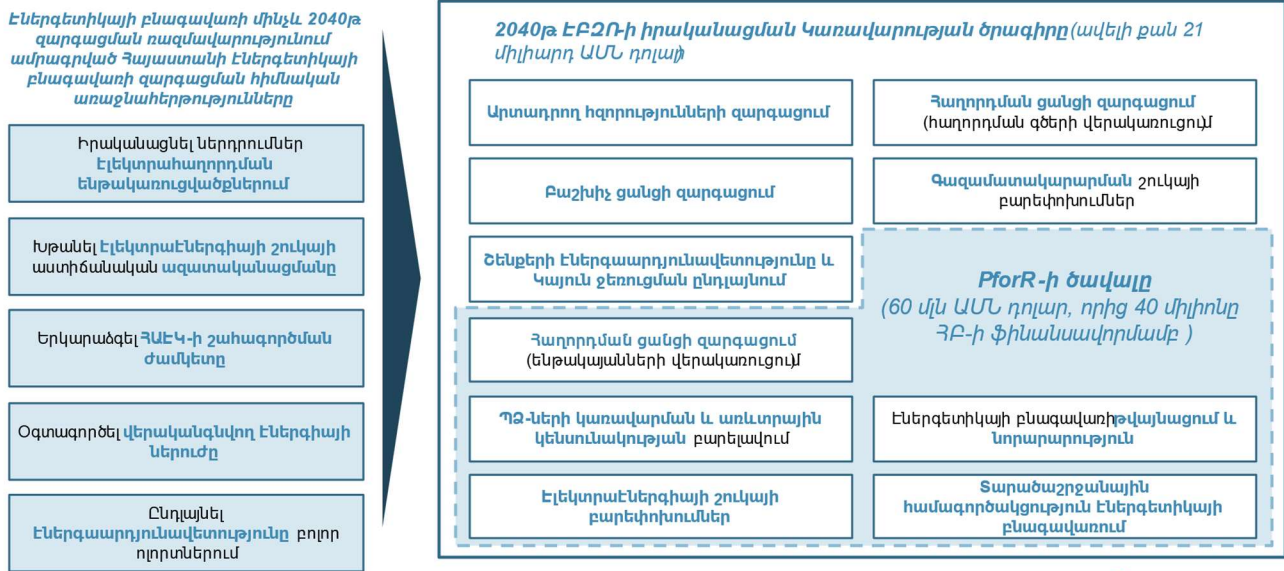 Էներգետիկայի բնագավառի մինչև 2040թ
զարգացման ռազմավարությունում
ամրագրված Հայաստանի էներգետիկայի
բնագավառի զարգացման հիմնական
առաջնահերթությունները
Իրականացնել ներդրումներ
էլեկտրահաղորդման
ենթակառուցվածքներում
Խթանել էլեկտրաէներգիայի շուկայի
աստիճանական ազատականացմանը
Երկարաձգել ՀԱԷԿ-ի շահագործման
ժամկետը
Օգտագործել վերականգնվող էներգիայի
ներուժը
Ընդլայնել
էներգաարդյունավետությունը բոլոր
ոլորտներում
2040թ ԷԲԶՌ-ի իրականացման Կառավարության ծրագիրը (ավելի քան 21
միլիարդ ԱՄՆ դոլար)
Արտադրող հզորությունների զարգացում
Հաղորդման ցանցի զարգացում
(հաղորդման գծերի վերակառուցում)
Բաշխիչ ցանցի զարգացում
Գազամատակարարման շուկայի
բարեփոխումներ
Շենքերի էներգաարդյունավետությունը և
Կայուն ջեռուցման ընդլայնում
PforR-ի ծավալը
(60 մլն ԱՄՆ դոլար, որից 40 միլիոնը
ՀԲ-ի ֆինանսավորմամբ )
Հաղորդման ցանցի զարգացում
(ենթակայանների վերակառուցում)
ՊՁ-ների կառավարման և առևտրային
կենսունակության բարելավում
Էներգետիկայի բնագավառի թվայնացում և
նորարարություն
Էլեկտրաէներգիայի շուկայի
բարեփոխումներ
Տարածաշրջանային
համագործակցություն էներգետիկայի
բնագավառում